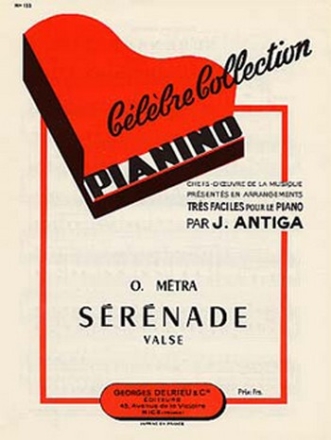 Nº 123
Célèbre Collection
PIANINO
CHEFS-D'ŒUVRE DE LA MUSIQUE
PRÉSENTÉS EN ARRANGEMENTS
TRÈS FACILES POUR LE PIANO
PAR J. ANTIGA
O. MÉTRA
SÉRÉNADE
VALSE
GEORGES DELRIEU & Cie
ÉDITEURS
45, Avenue de la Victoire
NICE
Prix Frs.
IMPRIMÉ EN FRANCE